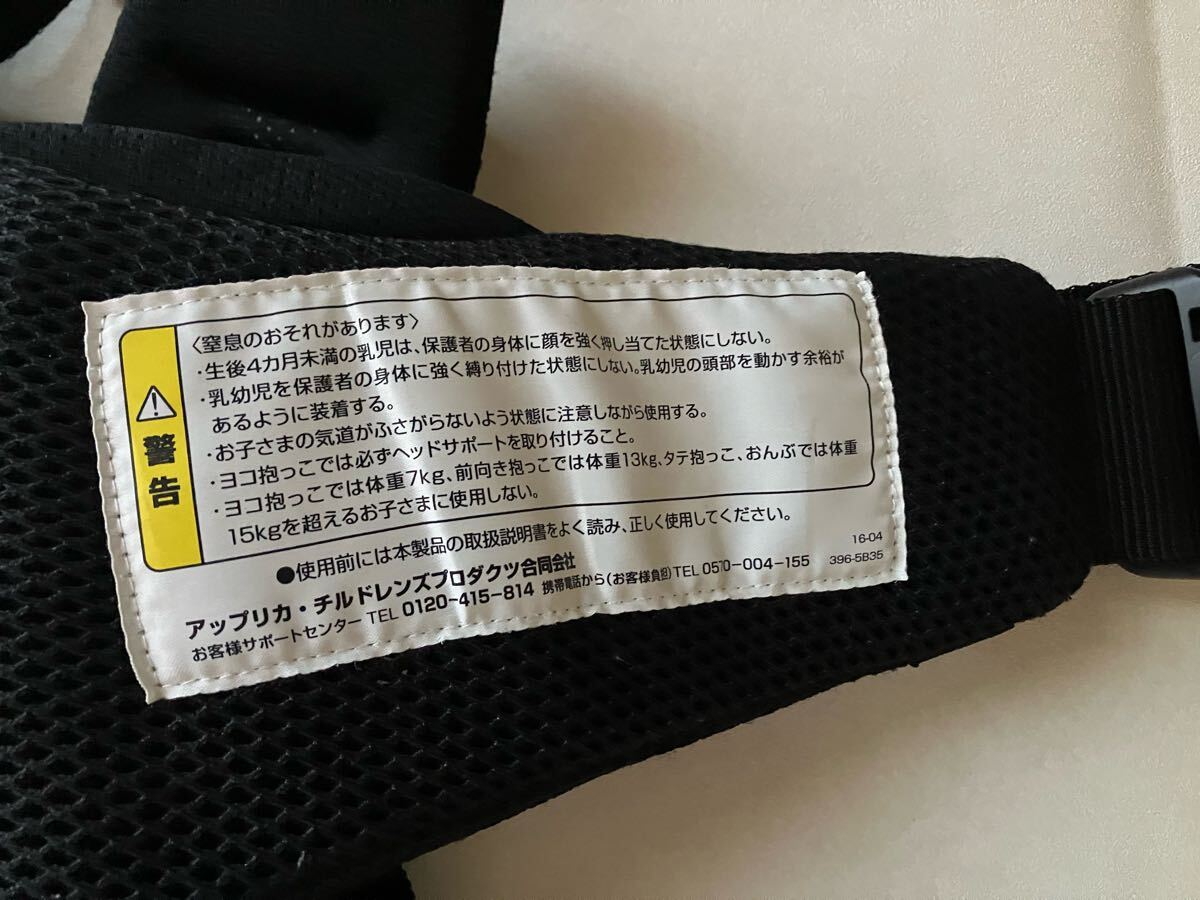 警告
〈窒息のおそれがあります〉
・生後4カ月未満の乳児は、保護者の身体に顔を強く押し当てた状態にしない。
・乳幼児を保護者の身体に強く縛り付けた状態にしない。乳幼児の頭部を動かす余裕が
あるように装着する。
・お子さまの気道がふさがらないよう状態に注意しながら使用する。
・ヨコ抱っこでは必ずヘッドサポートを取り付けること。
・ヨコ抱っこでは体重7kg、前向き抱っこでは体重13kg、タテ抱っこ、おんぶでは体重
15kgを超えるお子さまに使用しない。
●使用前には本製品の取扱説明書をよく読み、正しく使用してください。
アップリカ・チルドレンズプロダクツ合同会社
お客様サポートセンター TEL 0120-415-814 携帯電話から(お客様負担)TEL 0570-004-155
16-04
396-5B35